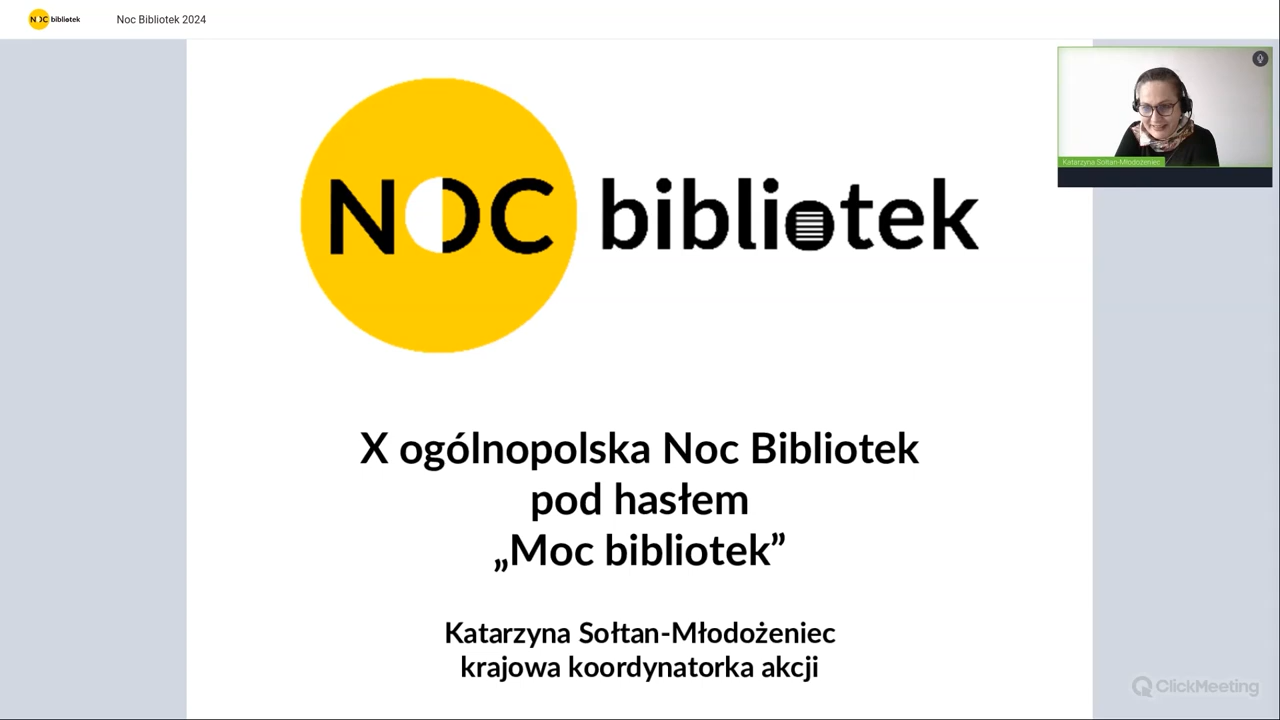 NOC bibliotek
Noc Bibliotek 2024
NOC bibliotek
Katarzyna Sołtan-Młodożeniec
X ogólnopolska Noc Bibliotek
pod hasłem
„Moc bibliotek”
Katarzyna Sołtan-Młodożeniec
krajowa koordynatorka akcji
ClickMeeting